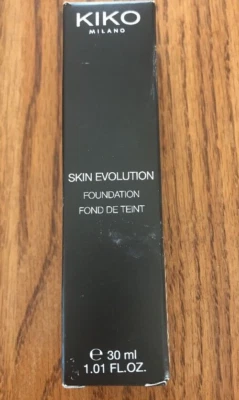 KIKO
MILANO
SKIN EVOLUTION
FOUNDATION
FOND DE TEINT
℮ 30 ml
1.01 FL.OZ.